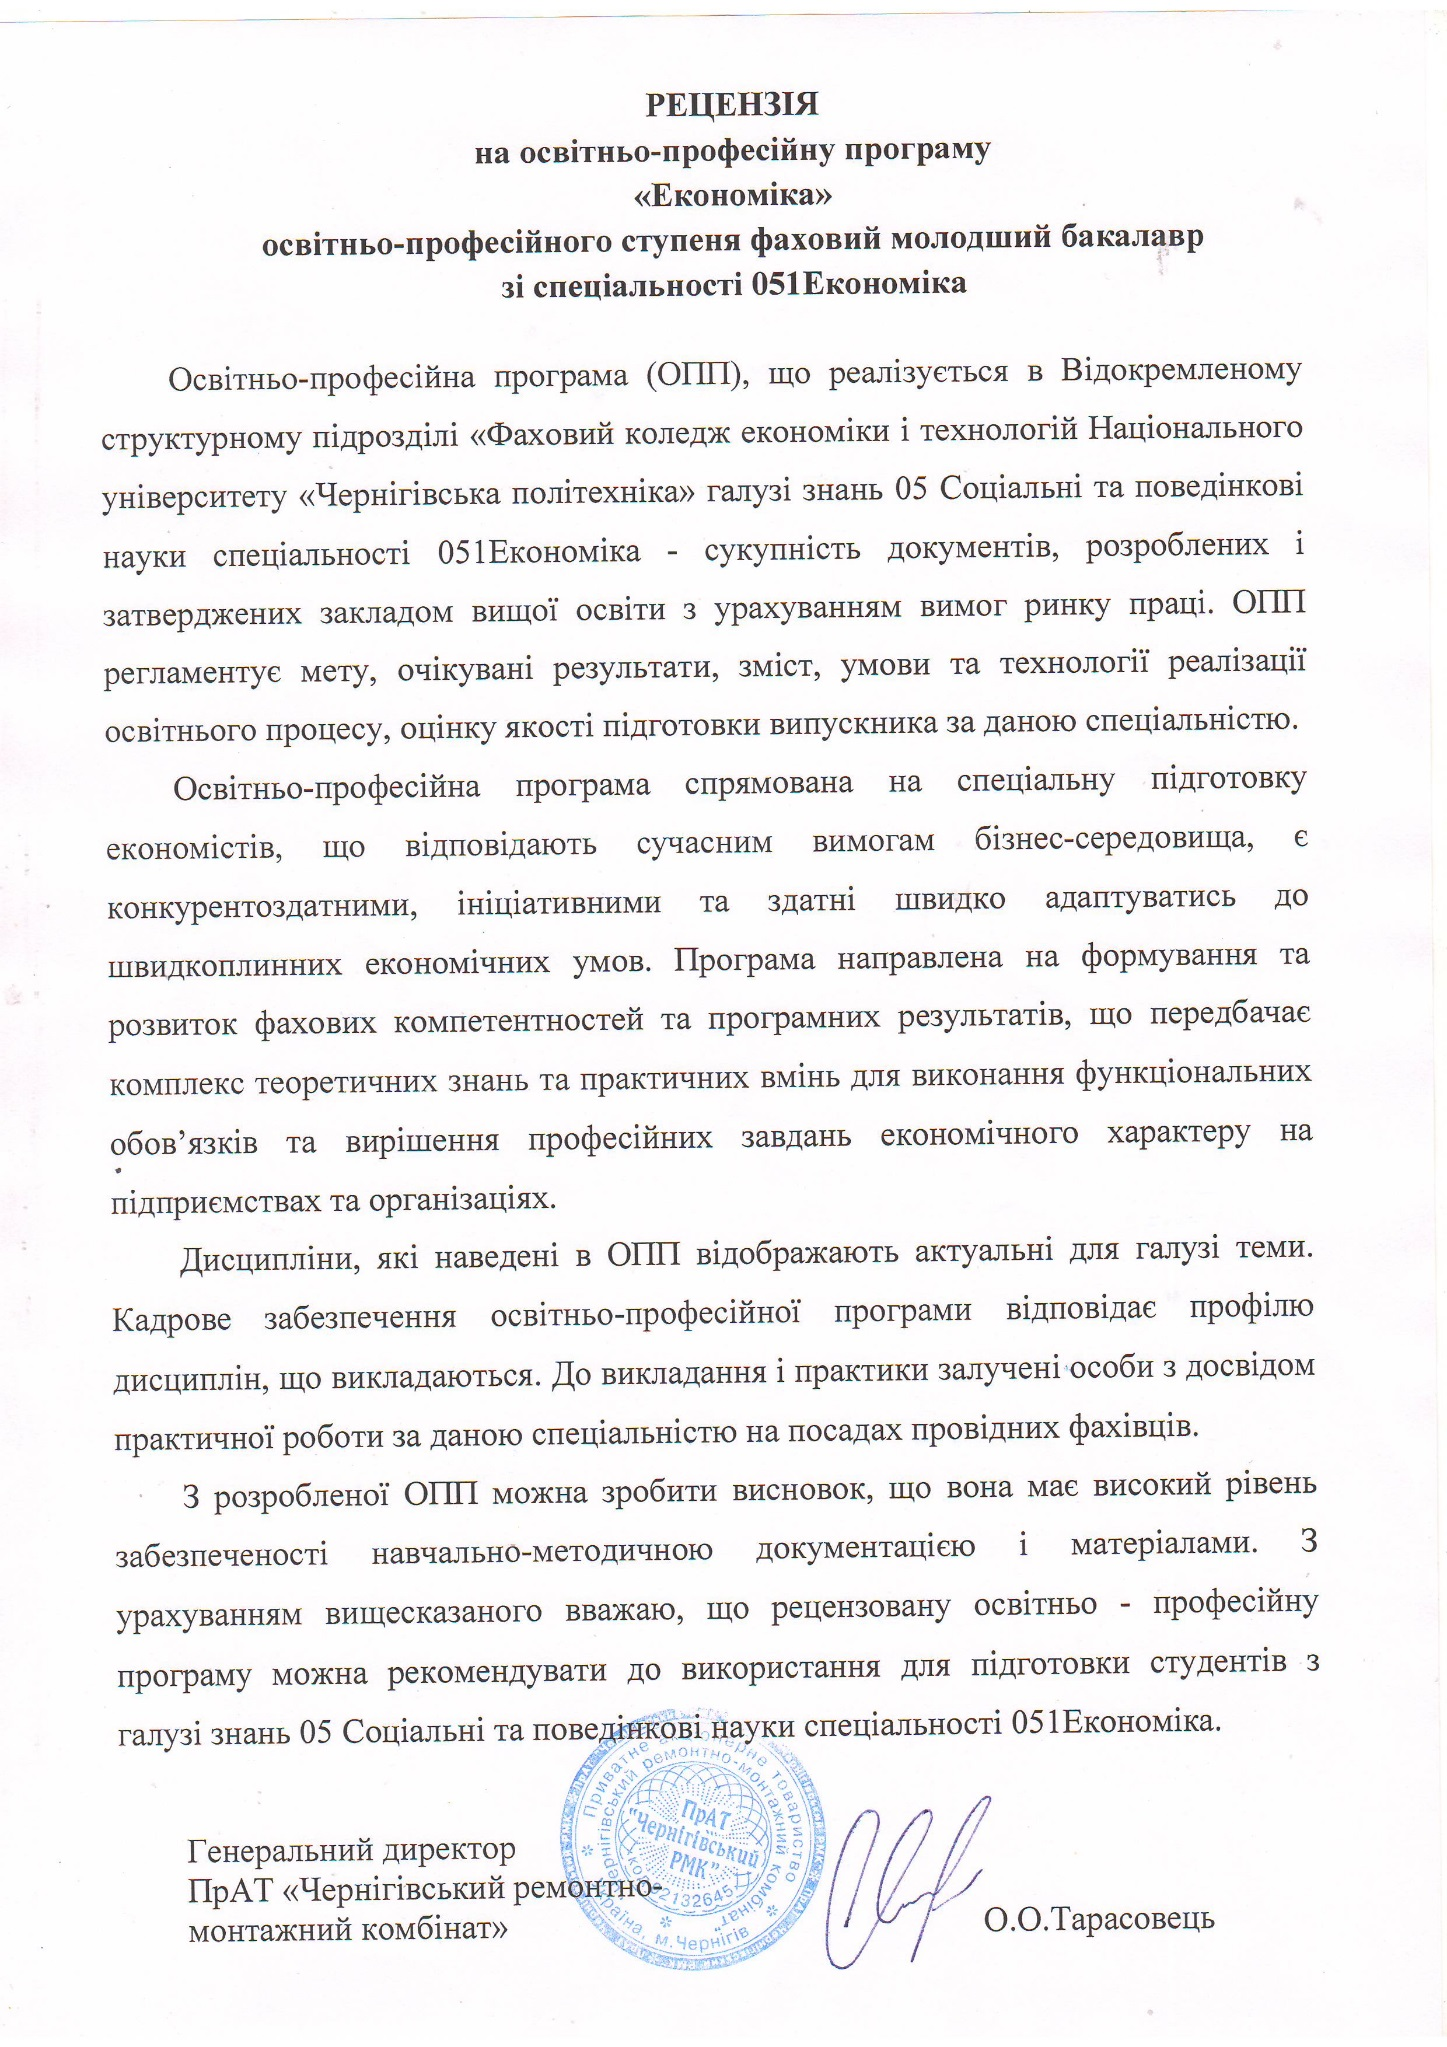 РЕЦЕНЗІЯ
на освітньо-професійну програму
«Економіка»
освітньо-професійного ступеня фаховий молодший бакалавр
зі спеціальності 051Економіка
Освітньо-професійна програма (ОПП), що реалізується в Відокремленому
структурному підрозділі «Фаховий коледж економіки і технологій Національного
університету «Чернігівська політехніка» галузі знань 05 Соціальні та поведінкові
науки спеціальності 051Економіка - сукупність документів, розроблених і
затверджених закладом вищої освіти з урахуванням вимог ринку праці. ОПП
регламентує мету, очікувані результати, зміст, умови та технології реалізації
освітнього процесу, оцінку якості підготовки випускника за даною спеціальністю.
Освітньо-професійна програма спрямована на спеціальну підготовку
економістів, що відповідають сучасним вимогам бізнес-середовища, є
конкурентоздатними, ініціативними та здатні швидко адаптуватись до
швидкоплинних економічних умов. Програма направлена на формування та
розвиток фахових компетентностей та програмних результатів, що передбачає
комплекс теоретичних знань та практичних вмінь для виконання функціональних
обов’язків та вирішення професійних завдань економічного характеру на
підприємствах та організаціях.
Дисципліни, які наведені в ОПП відображають актуальні для галузі теми.
Кадрове забезпечення освітньо-професійної програми відповідає профілю
дисциплін, що викладаються. До викладання і практики залучені особи з досвідом
практичної роботи за даною спеціальністю на посадах провідних фахівців.
З розробленої ОПП можна зробити висновок, що вона має високий рівень
забезпеченості навчально-методичною документацією і матеріалами. З
урахуванням вищесказаного вважаю, що рецензовану освітньо - професійну
програму можна рекомендувати до використання для підготовки студентів з
галузі знань 05 Соціальні та поведінкові науки спеціальності 051Економіка.
Приватне акціонерне товариство
Чернігівський ремонтно-монтажний комбінат"
ПрАТ
"Чернігівський
РМК"
код 02132645
Україна, м.Чернігів
Генеральний директор
ПрАТ «Чернігівський ремонтно-
монтажний комбінат»
О.О.Тарасовець